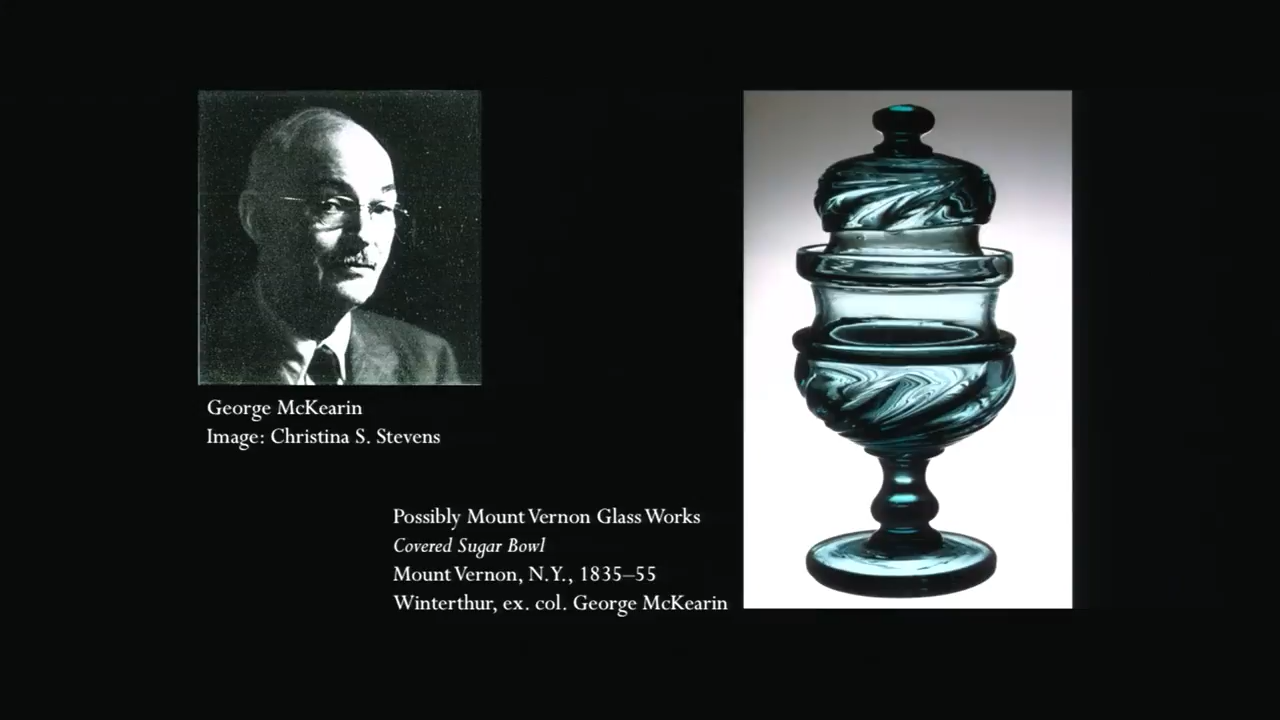 George McKearin
Image: Christina S. Stevens
Possibly Mount Vernon Glass Works
Covered Sugar Bowl
Mount Vernon, N.Y., 1835–55
Winterthur, ex. col. George McKearin